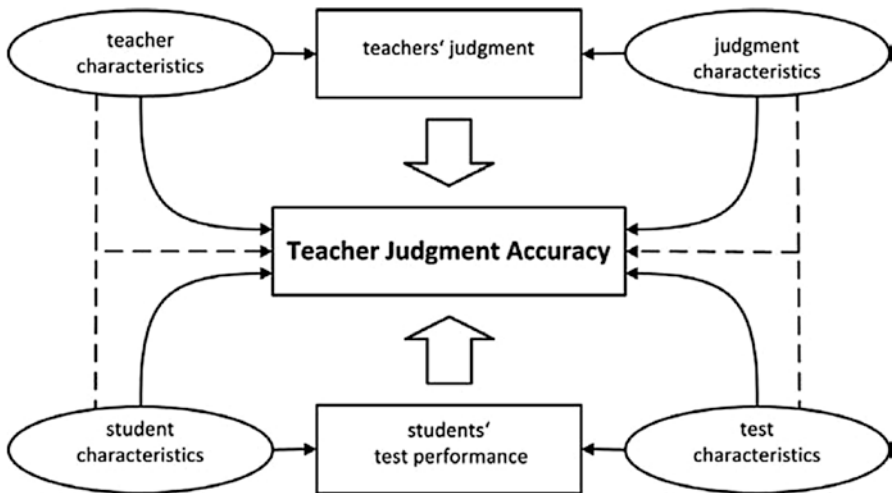 teacher
characteristics
teachers‘ judgment
judgment
characteristics
Teacher Judgment Accuracy
student
characteristics
students‘
test performance
test
characteristics